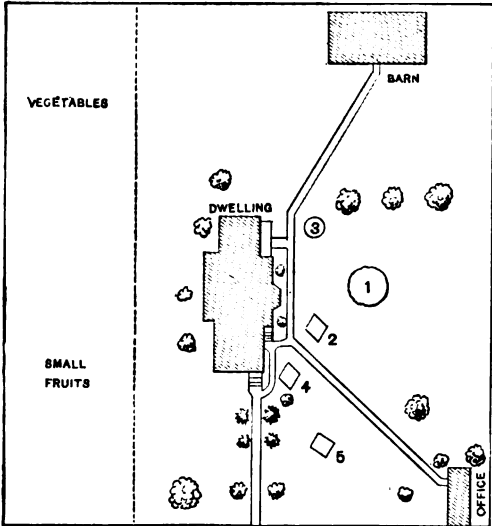 BARN
VEGETABLES
DWELLING
3
1
2
SMALL
FRUITS
4
5
OFFICE